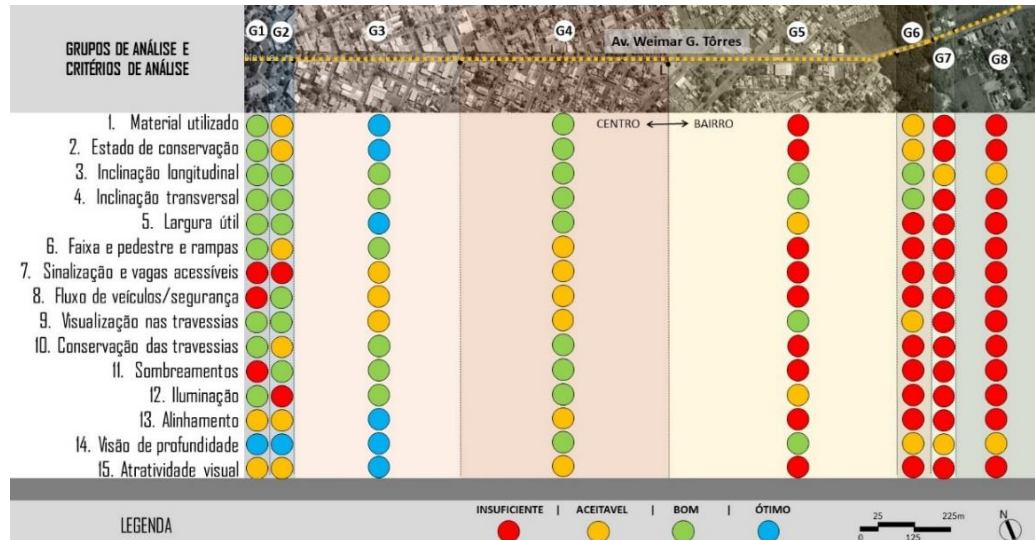 GRUPOS DE ANÁLISE E
CRITÉRIOS DE ANÁLISE
G1 G2 G3 G4 G5 G6 G7 G8
Av. Weimar G. Tôrres
CENTRO BAIRRO
1. Material utilizado
2. Estado de conservação
3. Inclinação longitudinal
4. Inclinação transversal
5. Largura útil
6. Faixa e pedestre e rampas
7. Sinalização e vagas acessíveis
8. Fluxo de veículos/segurança
9. Visualização nas travessias
10. Conservação das travessias
11. Sombreamentos
12. Iluminação
13. Alinhamento
14. Visão de profundidade
15. Atratividade visual
LEGENDA
INSUFICIENTE | ACEITAVEL | BOM | ÓTIMO
25 225m
0 125
N